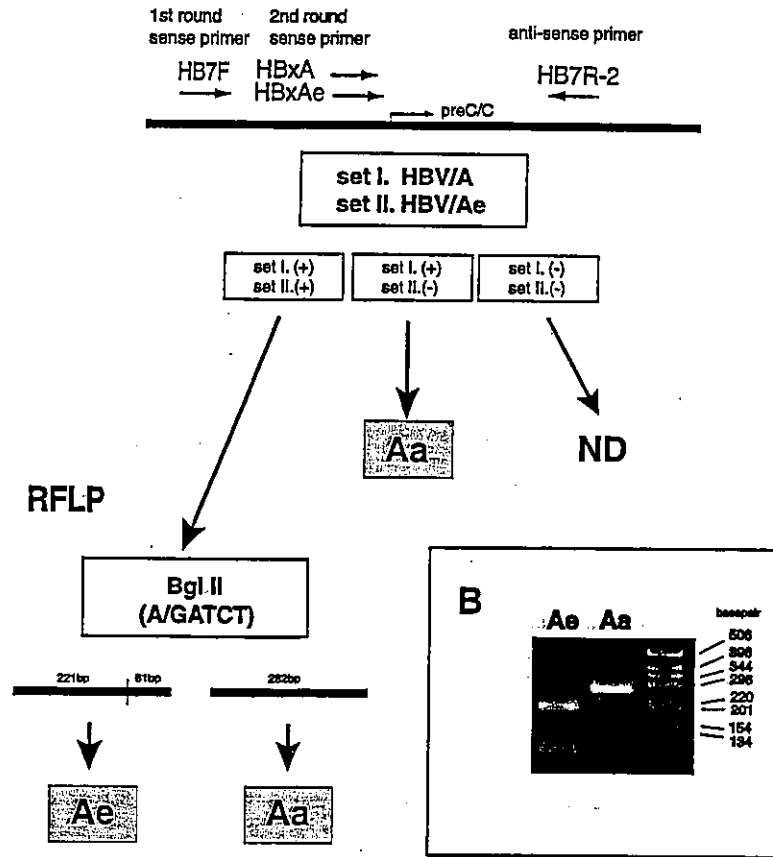 1st round
sense primer
2nd round
sense primer
anti-sense primer
HB7F
HBxA
HBxAe
HB7R-2
preC/C
set I. HBV/A
set II. HBV/Ae
set I. (+)
set II.(+)
set I. (+)
set II.(-)
set I. (-)
set II.(-)
Aa
ND
RFLP
Bgl II
(A/GATCT)
221bp
61bp
282bp
Ae
Aa
B
Ae Aa
basepair
506
396
344
298
220
201
154
134